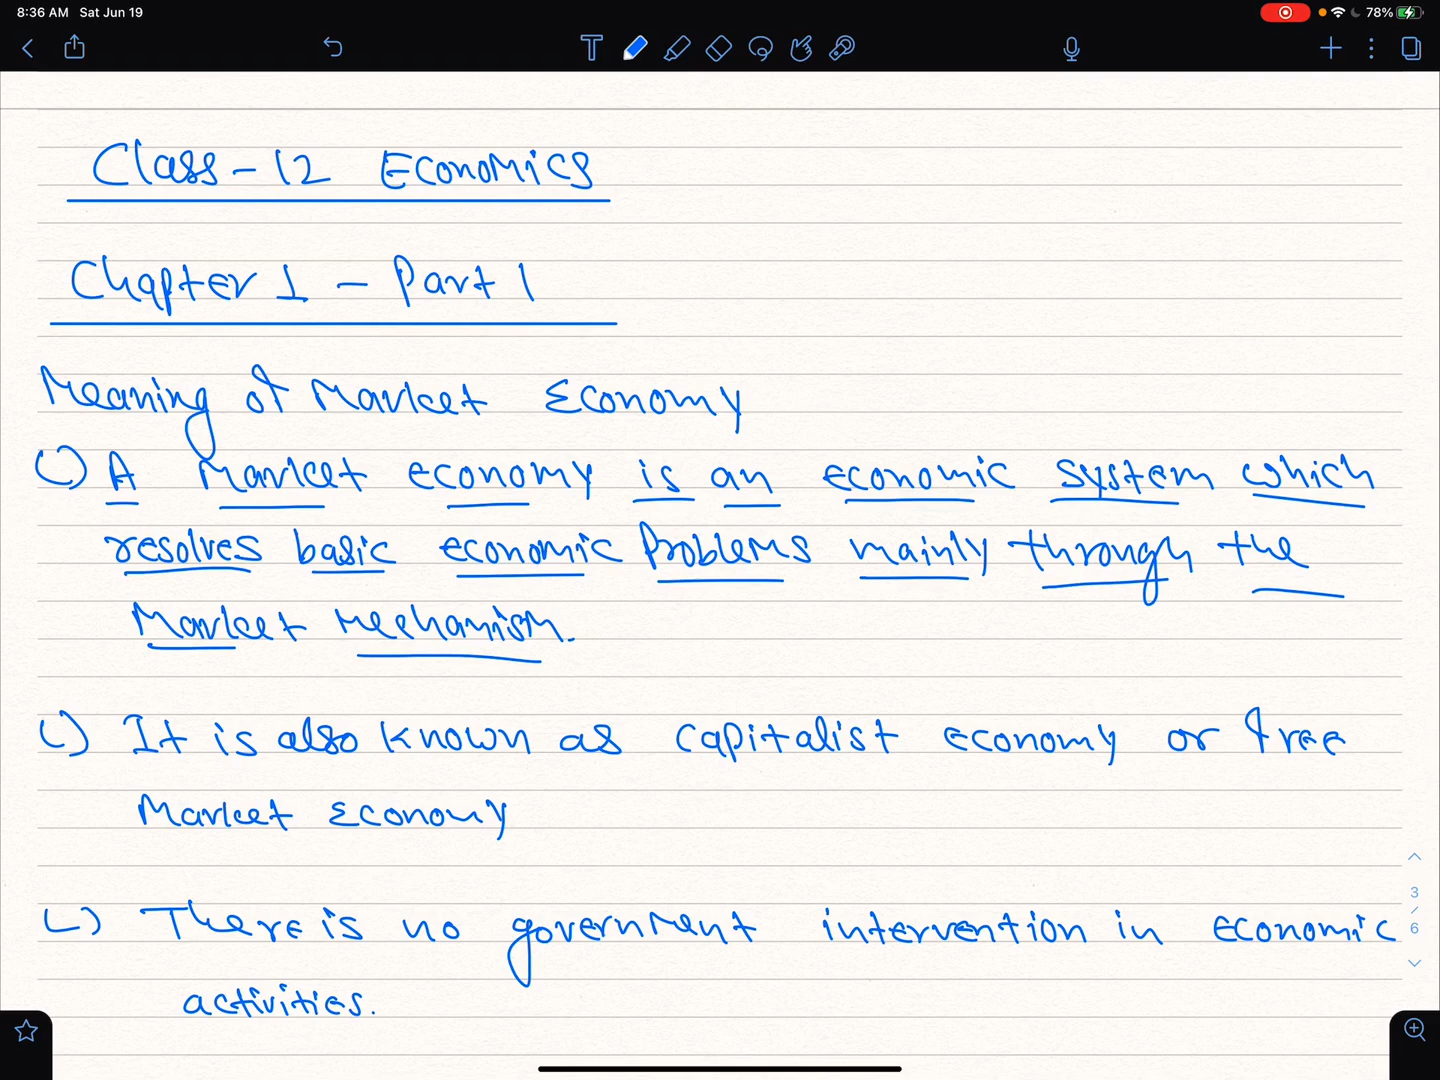 8:36 AM Sat Jun 19
78%
Class-12 Economics
Chapter 1 - Part 1
Meaning of Market Economy
A Market economy is an economic system which
resolves basic economic Problems mainly through the
Market Mechanism.
It is also known as capitalist economy or free
Market Economy
There is no government intervention in economic
activities.
3
/
6